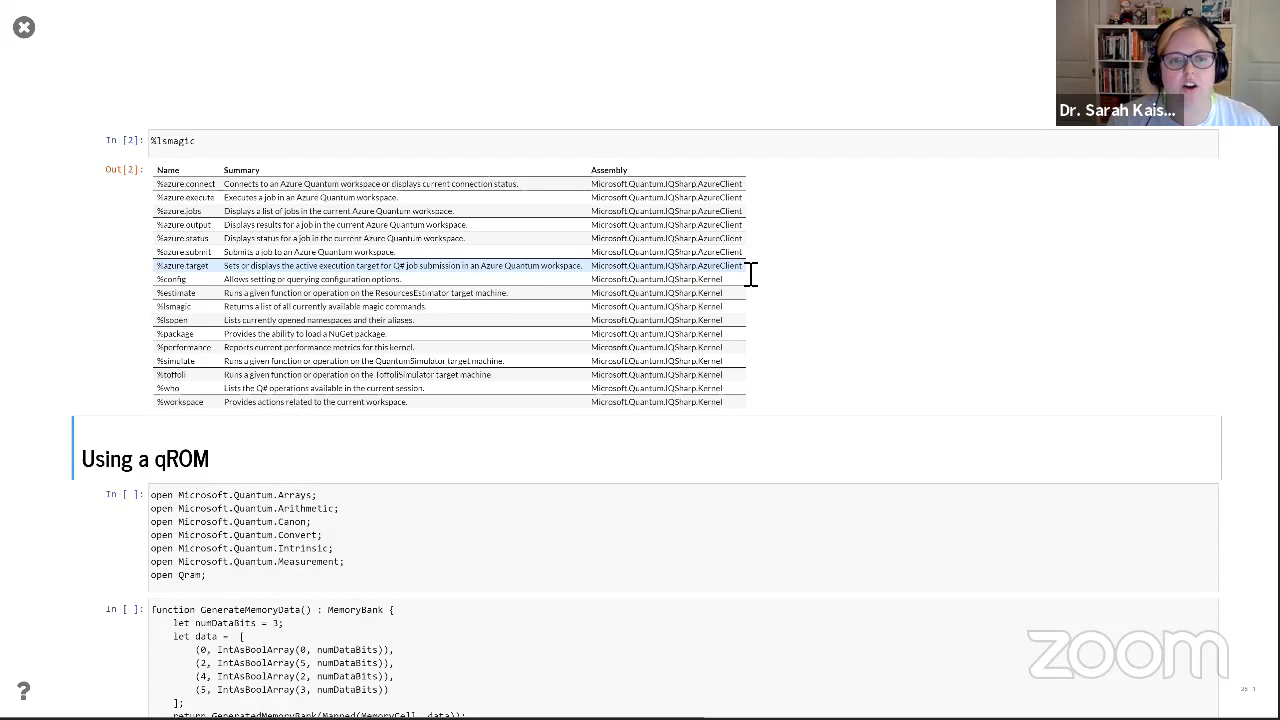 Dr. Sarah Kais...
In [2]: %lsmagic
Out[2]:
Name Summary Assembly
%azure.connect Connects to an Azure Quantum workspace or displays current connection status. Microsoft.Quantum.IQSharp.AzureClient
%azure.execute Executes a job in an Azure Quantum workspace. Microsoft.Quantum.IQSharp.AzureClient
%azure.jobs Displays a list of jobs in the current Azure Quantum workspace. Microsoft.Quantum.IQSharp.AzureClient
%azure.output Displays results for a job in the current Azure Quantum workspace. Microsoft.Quantum.IQSharp.AzureClient
%azure.status Displays status for a job in the current Azure Quantum workspace. Microsoft.Quantum.IQSharp.AzureClient
%azure.submit Submits a job to an Azure Quantum workspace. Microsoft.Quantum.IQSharp.AzureClient
%azure.target Sets or displays the active execution target for Q# job submission in an Azure Quantum workspace. Microsoft.Quantum.IQSharp.AzureClient
%config Allows setting or querying configuration options. Microsoft.Quantum.IQSharp.Kernel
%estimate Runs a given function or operation on the ResourcesEstimator target machine. Microsoft.Quantum.IQSharp.Kernel
%lsmagic Returns a list of all currently available magic commands. Microsoft.Quantum.IQSharp.Kernel
%lsopen Lists currently opened namespaces and their aliases. Microsoft.Quantum.IQSharp.Kernel
%package Provides the ability to load a NuGet package. Microsoft.Quantum.IQSharp.Kernel
%performance Reports current performance metrics for this kernel. Microsoft.Quantum.IQSharp.Kernel
%simulate Runs a given function or operation on the QuantumSimulator target machine. Microsoft.Quantum.IQSharp.Kernel
%toffoli Runs a given function or operation on the ToffoliSimulator target machine Microsoft.Quantum.IQSharp.Kernel
%who Lists the Q# operations available in the current session. Microsoft.Quantum.IQSharp.Kernel
%workspace Provides actions related to the current workspace. Microsoft.Quantum.IQSharp.Kernel
Using a qROM
In [ ]: open Microsoft.Quantum.Arrays;
open Microsoft.Quantum.Arithmetic;
open Microsoft.Quantum.Canon;
open Microsoft.Quantum.Convert;
open Microsoft.Quantum.Intrinsic;
open Microsoft.Quantum.Measurement;
open Qram;
In [ ]: function GenerateMemoryData() : MemoryBank {
let numDataBits = 3;
let data = [
(0, IntAsBoolArray(0, numDataBits)),
(2, IntAsBoolArray(5, numDataBits)),
(4, IntAsBoolArray(2, numDataBits)),
(5, IntAsBoolArray(3, numDataBits))
];
return GeneratedMemoryBank(Mapped(MemoryCell, data));
zoom
?